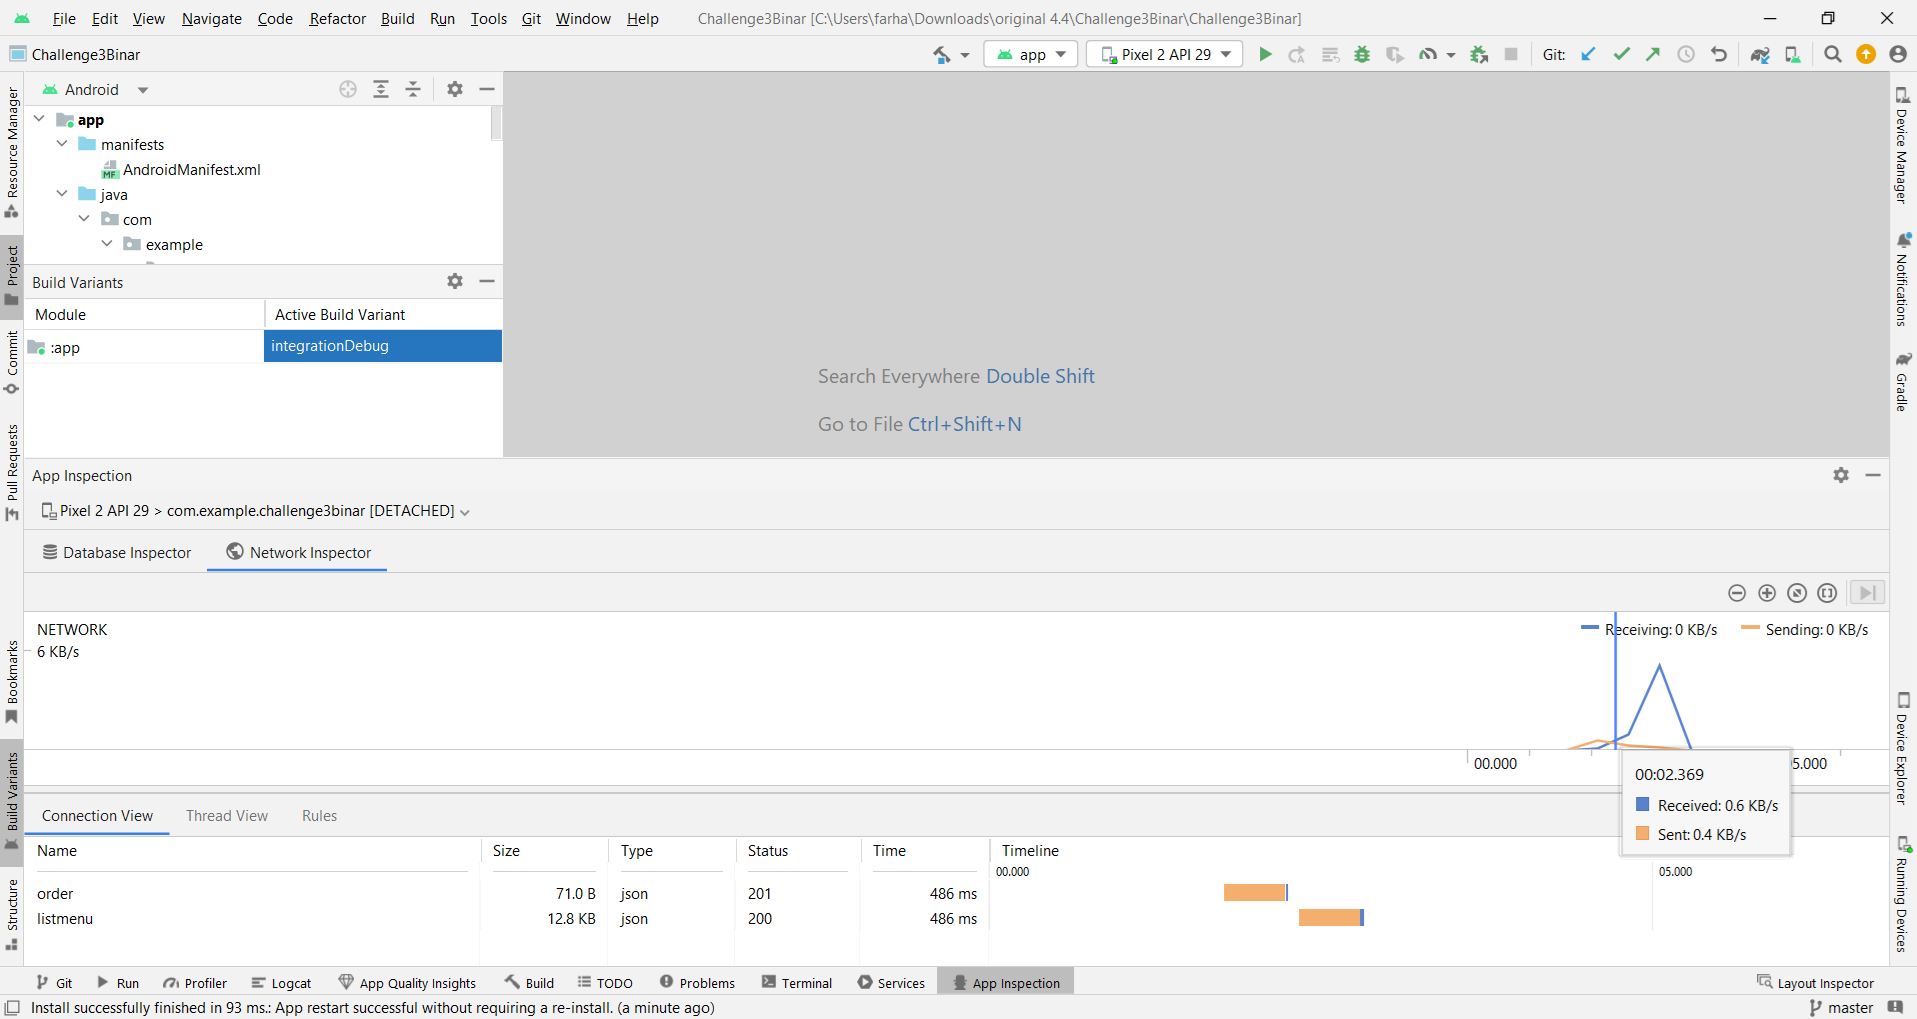 File Edit View Navigate Code Refactor Build Run Tools Git Window Help Challenge3Binar [C:\Users\farha\Downloads\original 4.4\Challenge3Binar\Challenge3Binar]
Challenge3Binar app Pixel 2 API 29 Git:
Android
app
manifests
MF AndroidManifest.xml
java
com
example
Build Variants
Module Active Build Variant
:app integrationDebug
Search Everywhere Double Shift
Go to File Ctrl+Shift+N
Resource Manager
Project
Commit
Pull Requests
Bookmarks
Build Variants
Structure
Device Manager
Notifications
Gradle
Device Explorer
Running Devices
App Inspection
Pixel 2 API 29 > com.example.challenge3binar [DETACHED]
Database Inspector Network Inspector
NETWORK Receiving: 0 KB/s Sending: 0 KB/s
6 KB/s
00.000 5.000
00:02.369
Received: 0.6 KB/s
Sent: 0.4 KB/s
Connection View Thread View Rules
Name Size Type Status Time Timeline
00.000 05.000
order 71.0 B json 201 486 ms
listmenu 12.8 KB json 200 486 ms
Git Run Profiler Logcat App Quality Insights Build TODO Problems Terminal Services App Inspection Layout Inspector
Install successfully finished in 93 ms.: App restart successful without requiring a re-install. (a minute ago) master